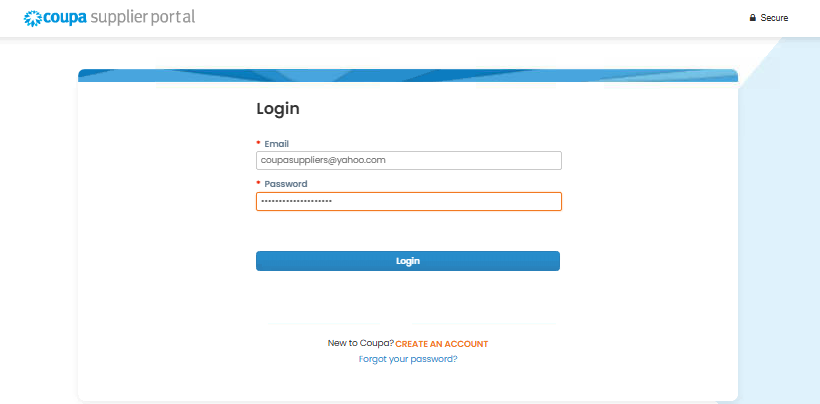 coupa supplier portal
Secure
Login
* Email
coupasuppliers@yahoo.com
* Password
••••••••••••••••••••
Login
New to Coupa? CREATE AN ACCOUNT
Forgot your password?